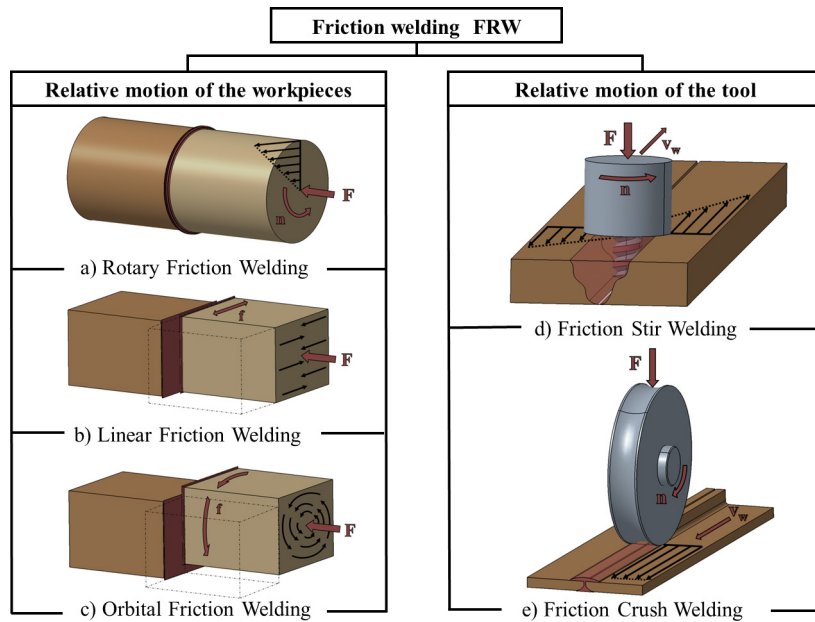 Friction welding FRW
Relative motion of the workpieces
F
n
a) Rotary Friction Welding
f
F
b) Linear Friction Welding
f
F
c) Orbital Friction Welding
Relative motion of the tool
F
vw
n
d) Friction Stir Welding
F
n
vw
e) Friction Crush Welding